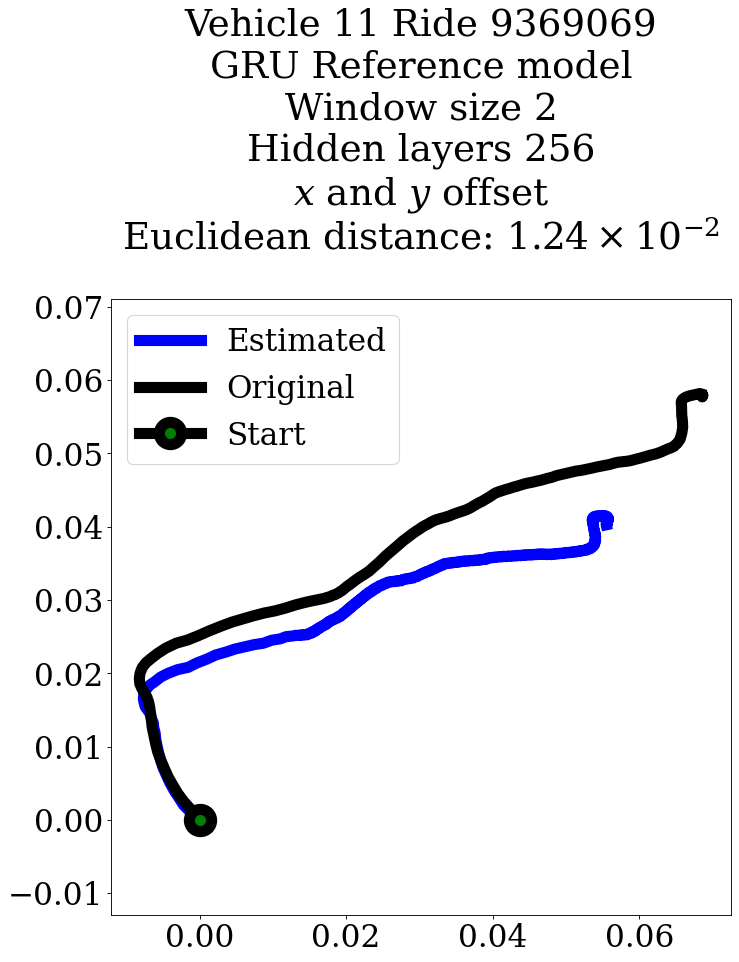 Vehicle 11 Ride 9369069
GRU Reference model
Window size 2
Hidden layers 256
x and y offset
Euclidean distance: 1.24 × 10⁻²
0.07
0.06
0.05
0.04
0.03
0.02
0.01
0.00
−0.01
Estimated
Original
Start
0.00 0.02 0.04 0.06